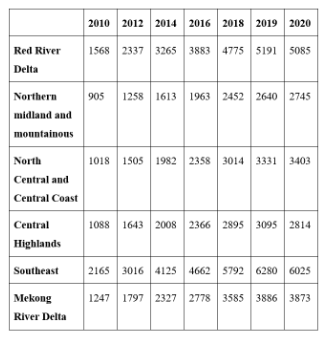 2010 2012 2014 2016 2018 2019 2020
Red River 1568 2337 3265 3883 4775 5191 5085
Delta
Northern 905 1258 1613 1963 2452 2640 2745
midland and
mountainous
North 1018 1505 1982 2358 3014 3331 3403
Central and
Central Coast
Central 1088 1643 2008 2366 2895 3095 2814
Highlands
Southeast 2165 3016 4125 4662 5792 6280 6025
Mekong 1247 1797 2327 2778 3585 3886 3873
River Delta